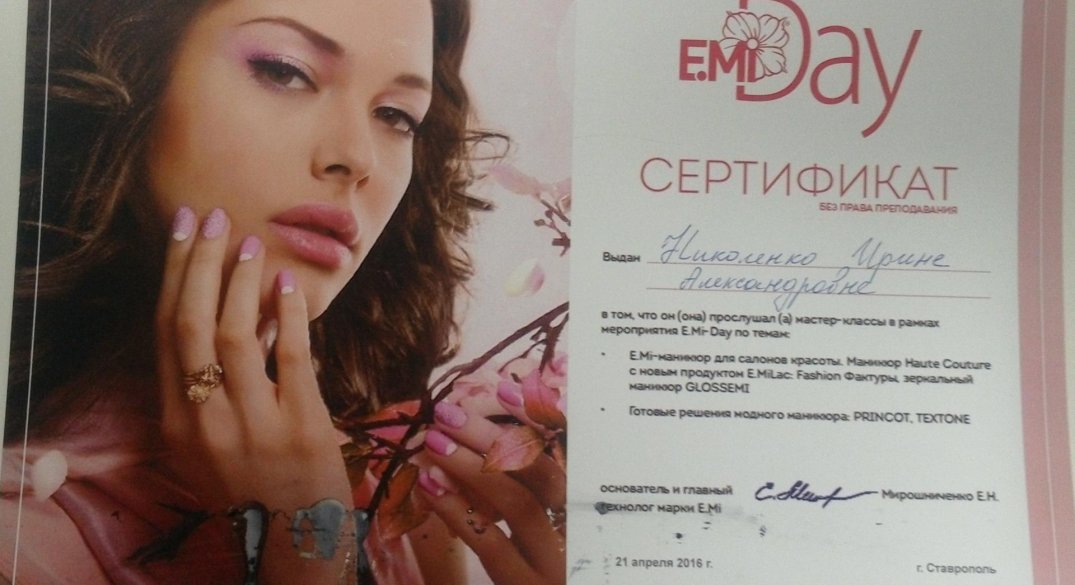 E.Mi Day
СЕРТИФИКАТ
БЕЗ ПРАВА ПРЕПОДАВАНИЯ
Выдан Николенко Ирине
Александровне
в том, что он (она) прослушал (а) мастер-классы в рамках
мероприятия E.Mi-Day по темам:
• E.Mi-маникюр для салонов красоты. Маникюр Haute Couture
с новым продуктом E.MiLac: Fashion Фактуры, зеркальный
маникюр GLOSSEMI
• Готовые решения модного маникюра: PRINCOT, TEXTONE
основатель и главный
технолог марки E.Mi
Мирошниченко Е.Н.
21 апреля 2016 г.
г. Ставрополь